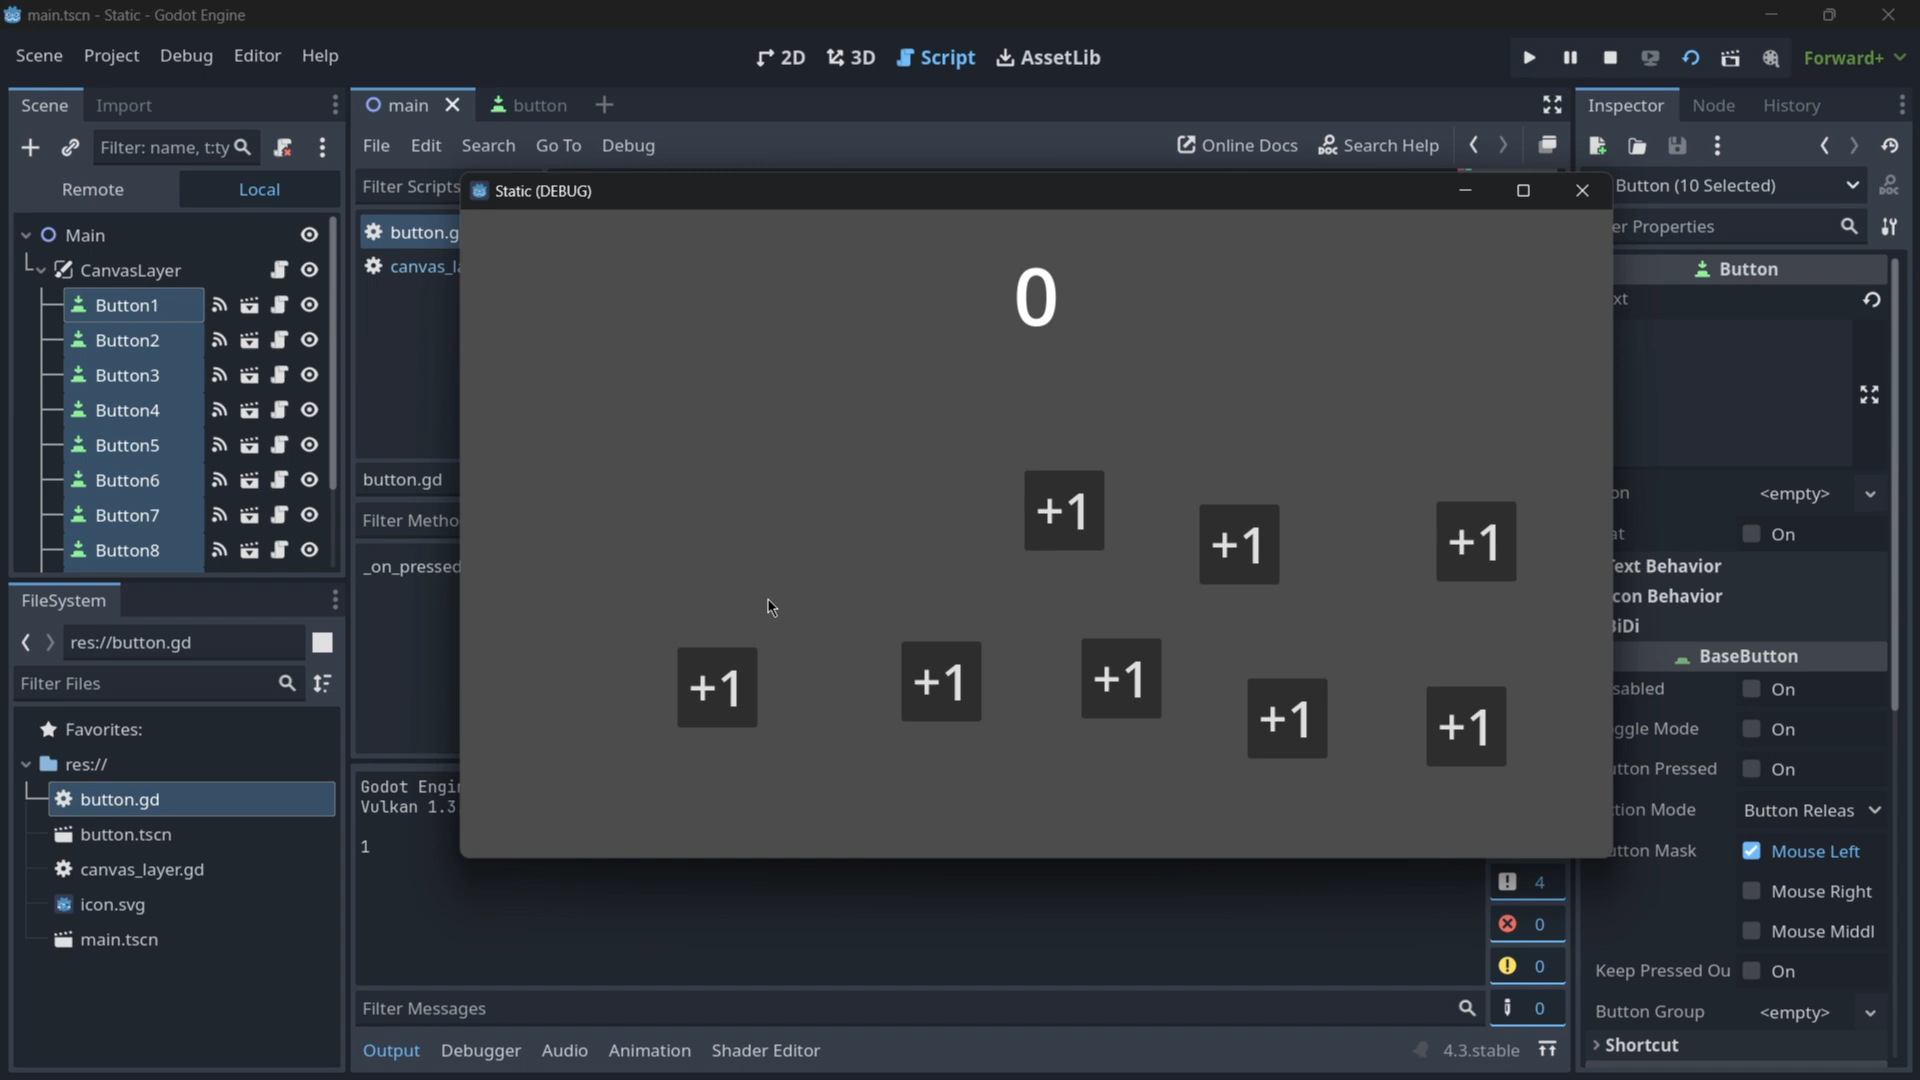 main.tscn - Static - Godot Engine
Scene Project Debug Editor Help
2D 3D Script AssetLib
Forward+
Scene Import
Filter: name, t:ty
Remote Local
Main
CanvasLayer
Button1
Button2
Button3
Button4
Button5
Button6
Button7
Button8
FileSystem
res://button.gd
Filter Files
Favorites:
res://
button.gd
button.tscn
canvas_layer.gd
icon.svg
main.tscn
main button
File Edit Search Go To Debug
Online Docs Search Help
Filter Scripts
button.g
canvas_la
button.gd
Filter Metho
_on_pressed
Static (DEBUG)
0
+1
+1
+1
+1
+1
+1
+1
+1
Godot Engi
Vulkan 1.3
1
4
0
0
0
Filter Messages
Output Debugger Audio Animation Shader Editor
4.3.stable
Inspector Node History
Button (10 Selected)
er Properties
Button
xt
on <empty>
at On
Text Behavior
con Behavior
BiDi
BaseButton
sabled On
ggle Mode On
utton Pressed On
tion Mode Button Releas
utton Mask Mouse Left
Mouse Right
Mouse Middl
Keep Pressed Ou On
Button Group <empty>
Shortcut